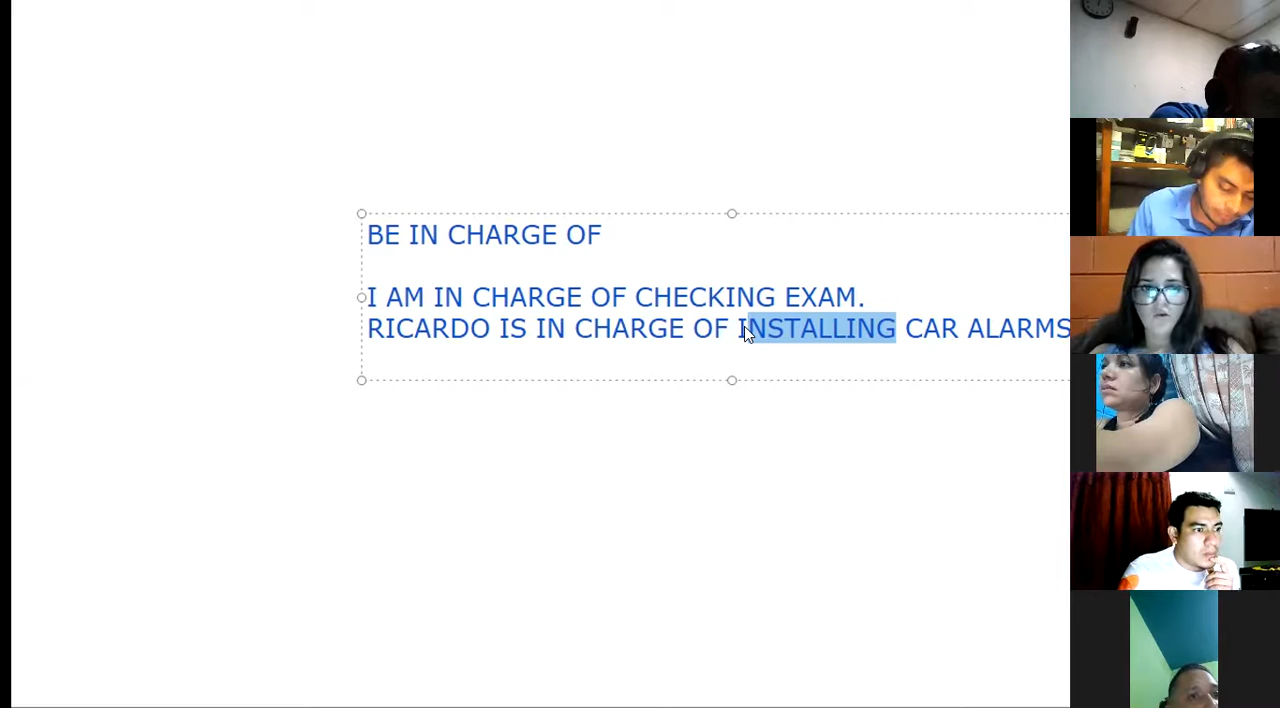 BE IN CHARGE OF
I AM IN CHARGE OF CHECKING EXAM.
RICARDO IS IN CHARGE OF INSTALLING CAR ALARMS